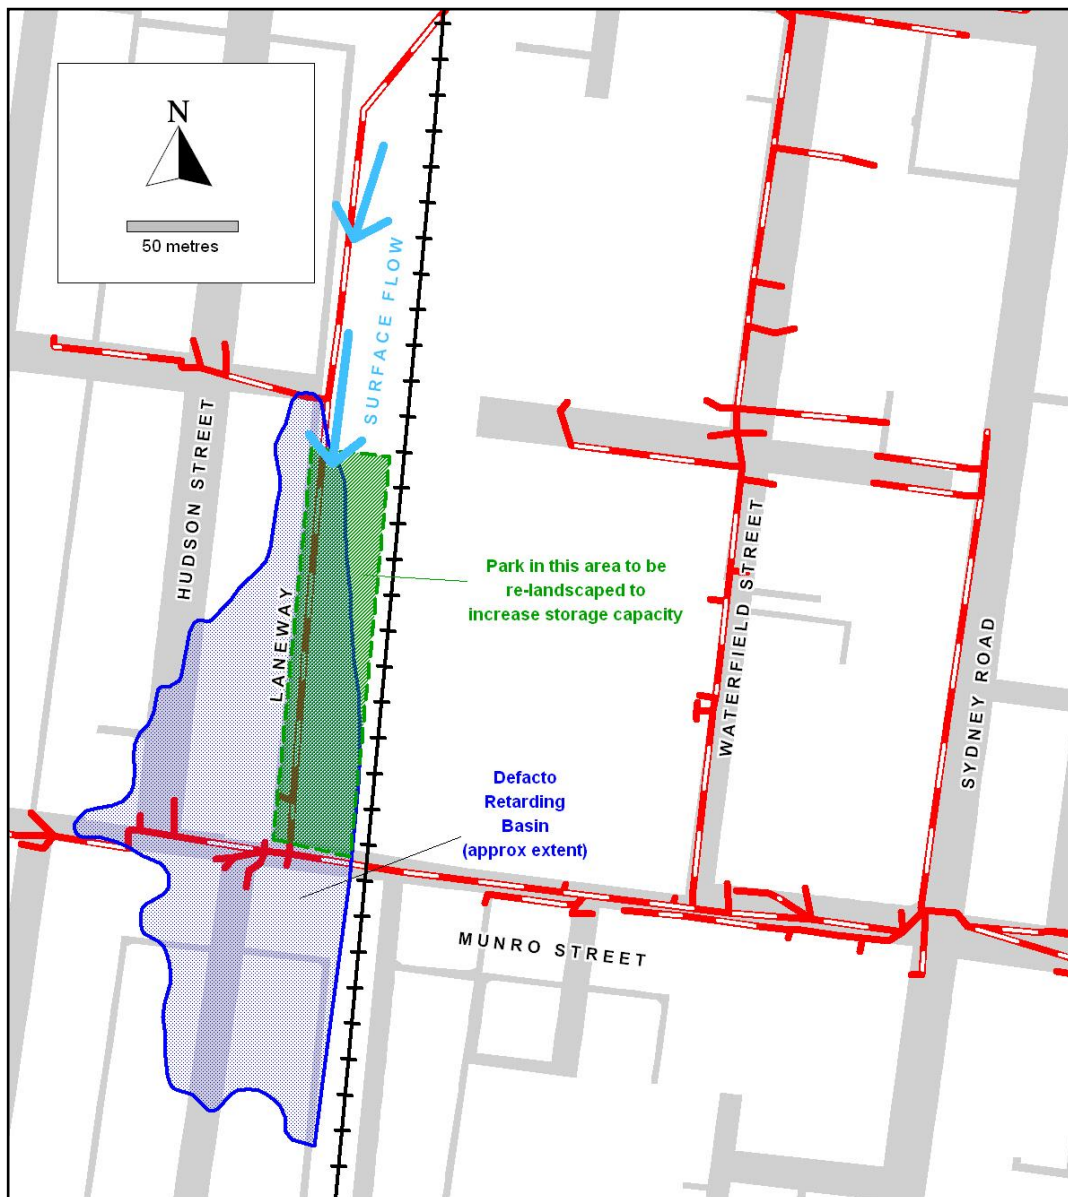 N
50 metres
SURFACE FLOW
HUDSON STREET
LANEWAY
Park in this area to be
re-landscaped to
increase storage capacity
WATERFIELD STREET
SYDNEY ROAD
Defacto
Retarding
Basin
(approx extent)
MUNRO STREET